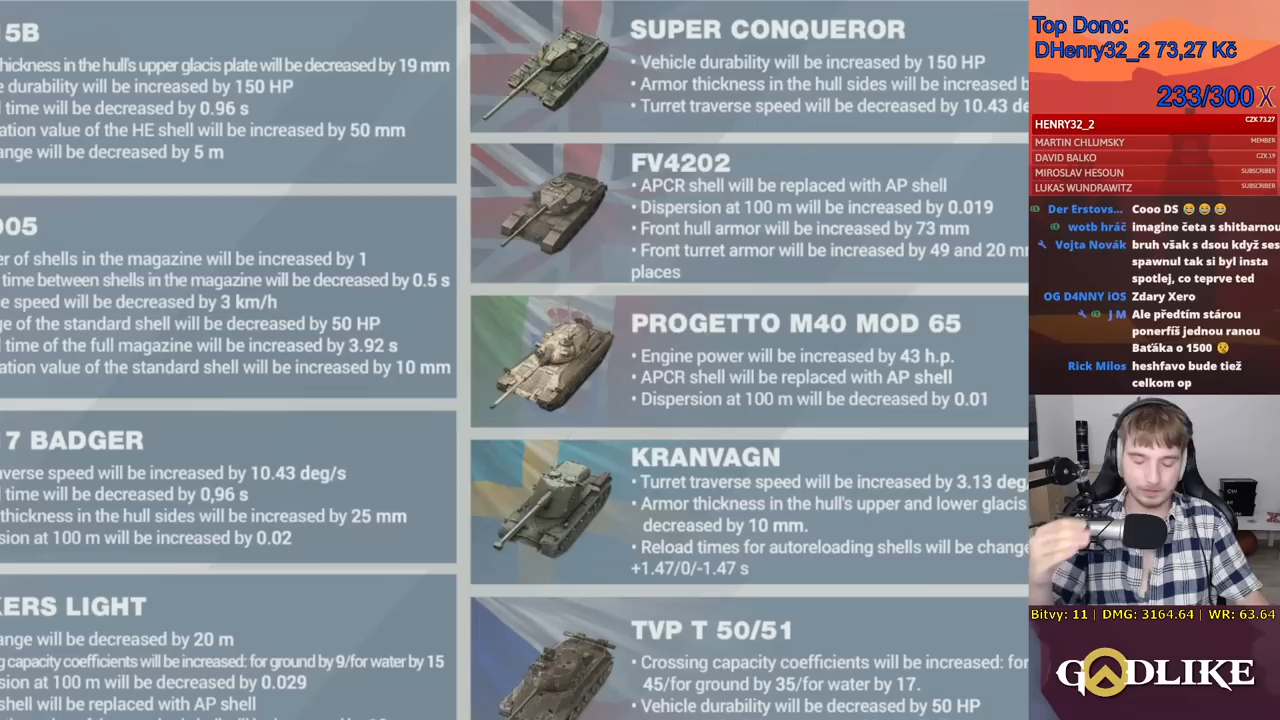 15B
thickness in the hull's upper glacis plate will be decreased by 19 mm
durability will be increased by 150 HP
time will be decreased by 0.96 s
ation value of the HE shell will be increased by 50 mm
ange will be decreased by 5 m
005
er of shells in the magazine will be increased by 1
time between shells in the magazine will be decreased by 0.5 s
e speed will be decreased by 3 km/h
ge of the standard shell will be decreased by 50 HP
time of the full magazine will be increased by 3.92 s
ation value of the standard shell will be increased by 10 mm
7 BADGER
averse speed will be increased by 10.43 deg/s
time will be decreased by 0,96 s
thickness in the hull sides will be increased by 25 mm
sion at 100 m will be increased by 0.02
KERS LIGHT
ange will be decreased by 20 m
g capacity coefficients will be increased: for ground by 9/for water by 15
sion at 100 m will be decreased by 0.029
shell will be replaced with AP shell
SUPER CONQUEROR
• Vehicle durability will be increased by 150 HP
• Armor thickness in the hull sides will be increased b
• Turret traverse speed will be decreased by 10.43 de
FV4202
• APCR shell will be replaced with AP shell
• Dispersion at 100 m will be increased by 0.019
• Front hull armor will be increased by 73 mm
• Front turret armor will be increased by 49 and 20 mm
places
PROGETTO M40 MOD 65
• Engine power will be increased by 43 h.p.
• APCR shell will be replaced with AP shell
• Dispersion at 100 m will be decreased by 0.01
KRANVAGN
• Turret traverse speed will be increased by 3.13 deg/
• Armor thickness in the hull's upper and lower glacis
decreased by 10 mm.
• Reload times for autoreloading shells will be change
+1.47/0/-1.47 s
TVP T 50/51
• Crossing capacity coefficients will be increased: for
45/for ground by 35/for water by 17.
• Vehicle durability will be decreased by 50 HP
Top Dono:
DHenry32_2 73,27 Kč
233/300 X
HENRY32_2 CZK 73.27
MARTIN CHLUMSKY MEMBER
DAVID BALKO CZK 19
MIROSLAV HESOUN SUBSCRIBER
LUKAS WUNDRAWITZ SUBSCRIBER
Der Erstovs... Cooo DS 😂 😂 😂
wotb hráč imagine četa s shitbarnou
Vojta Novák bruh však s dsou když ses
spawnul tak si byl insta
spotlej, co teprve ted
OG D4NNY iOS Zdary Xero
J M Ale předtím stárou
ponerfíš jednou ranou
Baťáka o 1500 😢
Rick Milos heshfavo bude tiež
celkom op
Ctrl
Alt
Bitvy: 11 | DMG: 3164.64 | WR: 63.64
GODLIKE